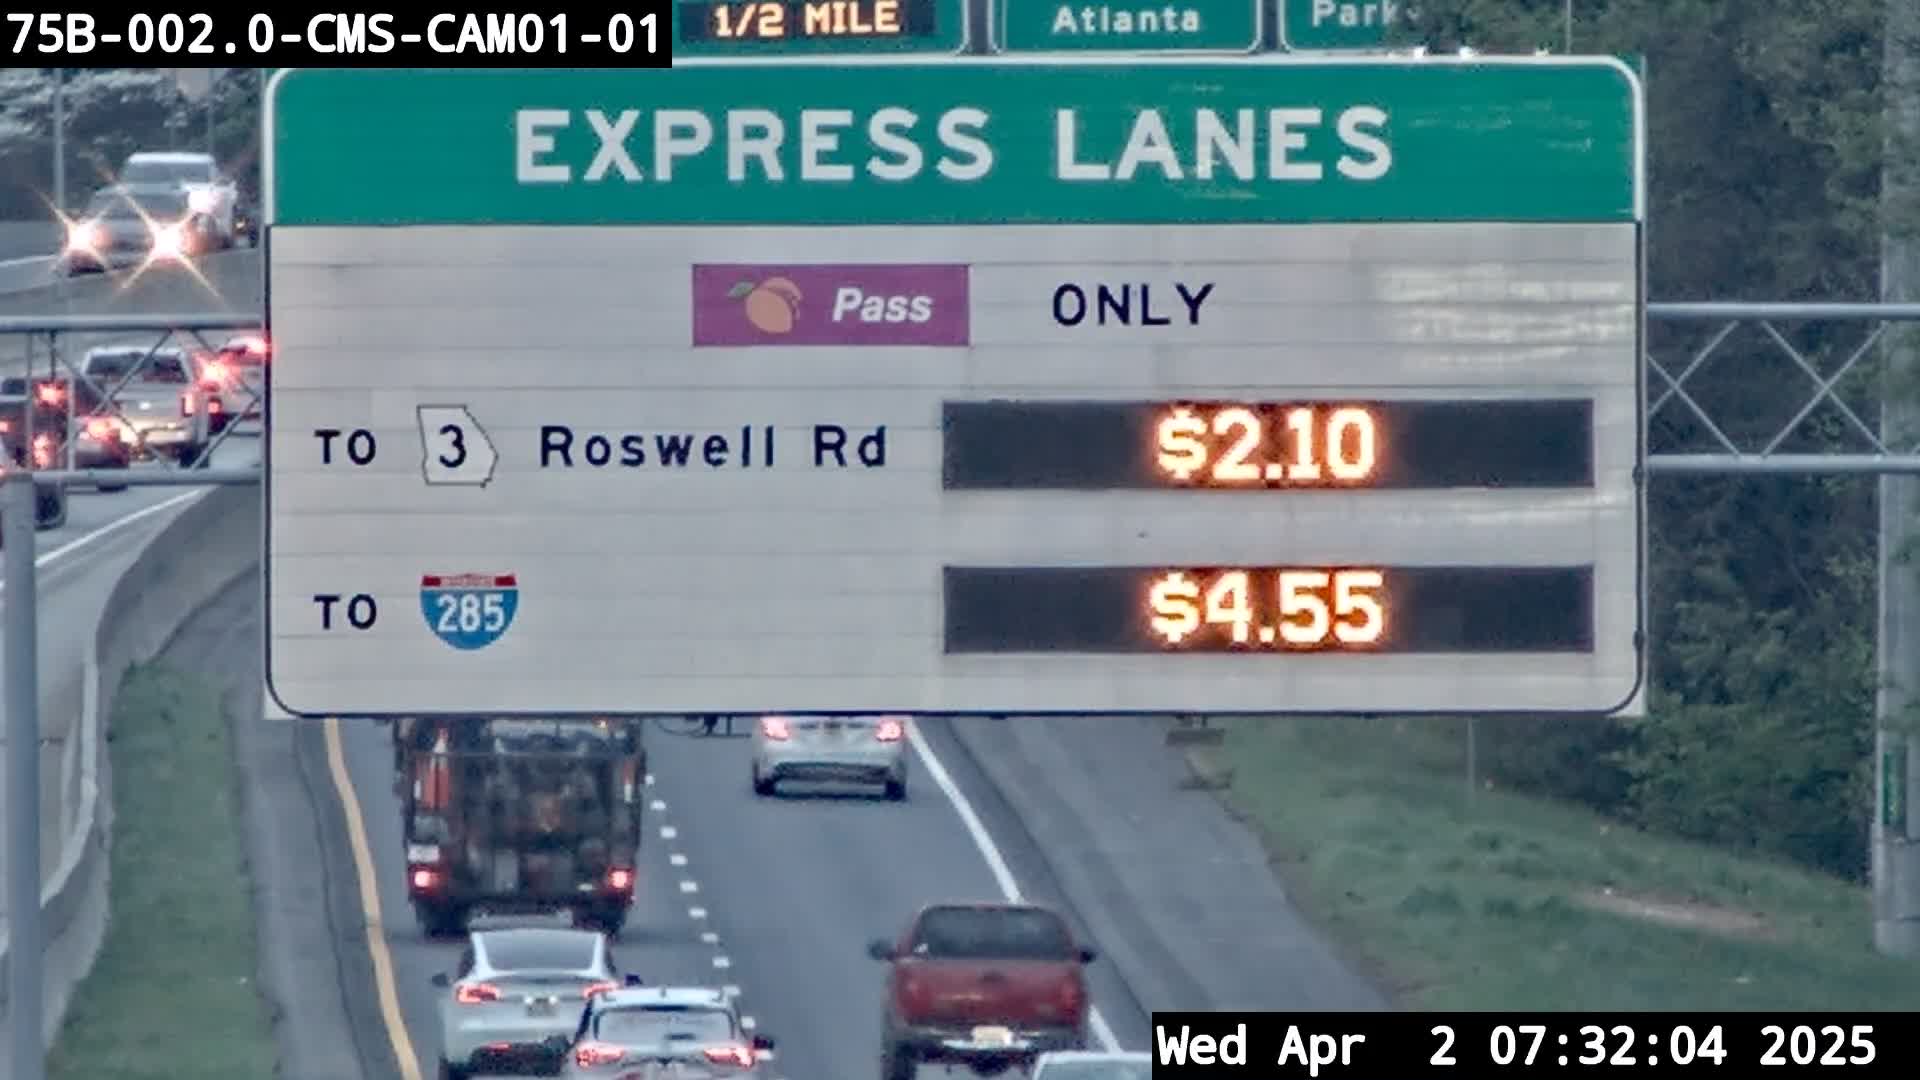 75B-002.0-CMS-CAM01-01
1/2 MILE
Atlanta
Park
EXPRESS LANES
Pass ONLY
TO 3 Roswell Rd $2.10
TO 285 $4.55
Wed Apr 2 07:32:04 2025